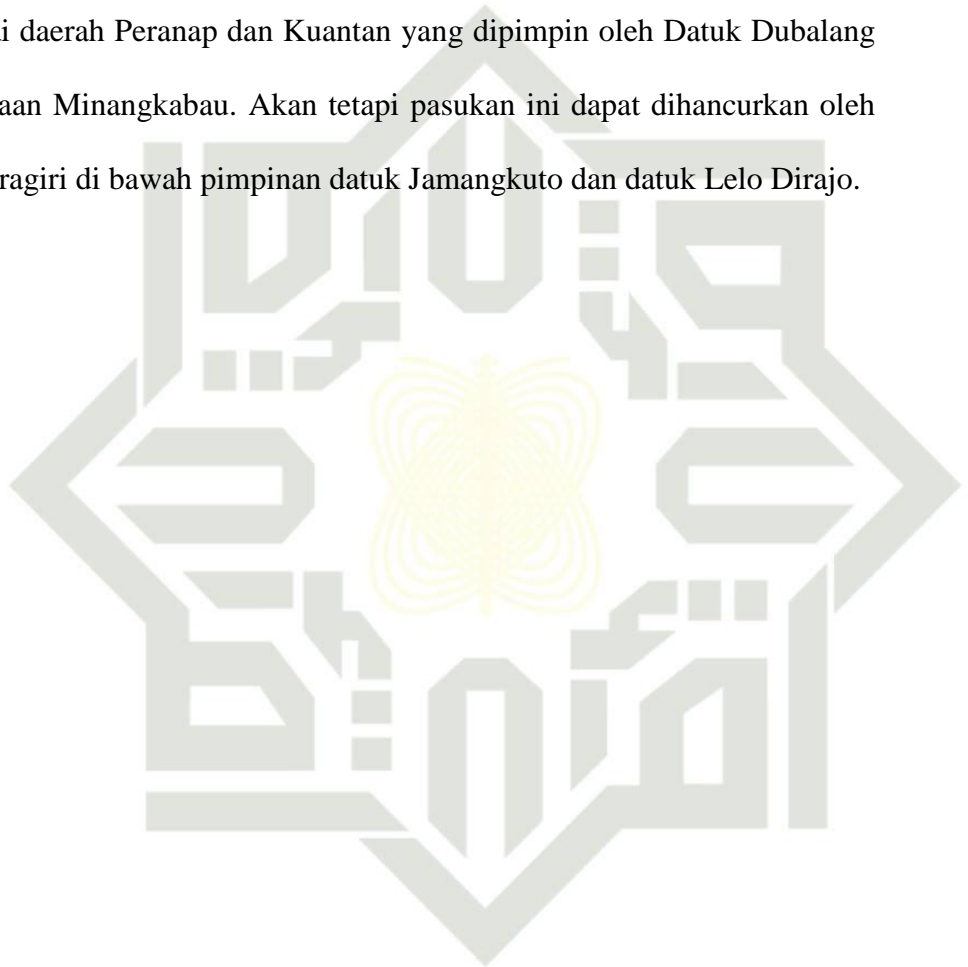 i daerah Peranap dan Kuantan yang dipimpin oleh Datuk Dubalang
aan Minangkabau. Akan tetapi pasukan ini dapat dihancurkan oleh
ragiri di bawah pimpinan datuk Jamangkuto dan datuk Lelo Dirajo.